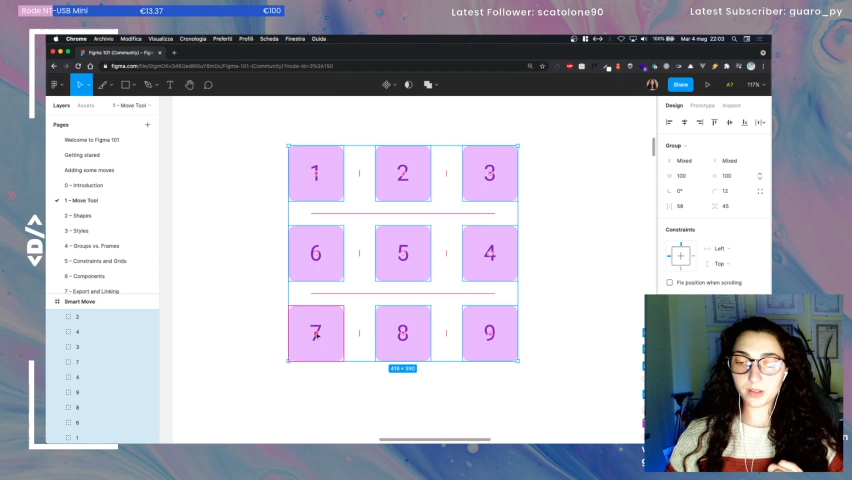 Rode NT-USB Mini €13.37 €100
Latest Follower: scatolone90
Latest Subscriber: guaro_py
Chrome Archivio Modifica Visualizza Cronologia Preferiti Profili Scheda Finestra Guida
100%
Mar 4 mag 22:03
Figma 101 (Community) – Fig
Share
A?
117%
Layers Assets 1 – Move Tool
Design Prototype Inspect
Pages
Welcome to Figma 101
Getting stared
Adding some moves
0 – Introduction
1 – Move Tool
2 – Shapes
3 – Styles
4 – Groups vs. Frames
5 – Constraints and Grids
6 – Components
7 – Export and Linking
Smart Move
2
4
3
7
4
9
8
6
1
1 2 3
6 5 4
7 8 9
416 × 390
Group
Mixed Mixed
W 100 H 100
0° 12
58 45
Constraints
Left
Top
Fix position when scrolling
<D/>